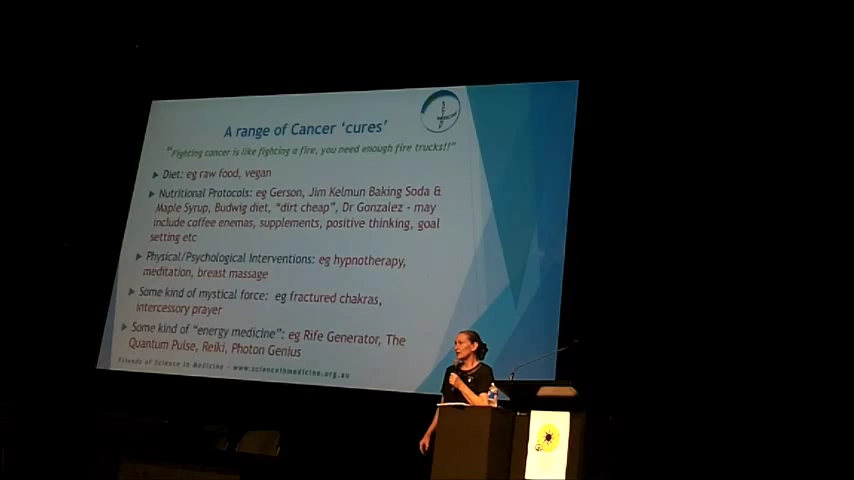 A range of Cancer 'cures'
"Fighting cancer is like fighting a fire, you need enough fire trucks!!"
Diet: eg raw food, vegan
Nutritional Protocols: eg Gerson, Jim Kelmun Baking Soda &
Maple Syrup, Budwig diet, "dirt cheap", Dr Gonzalez - may
include coffee enemas, supplements, positive thinking, goal
setting etc
Physical/Psychological Interventions: eg hypnotherapy,
meditation, breast massage
Some kind of mystical force: eg fractured chakras,
intercessory prayer
Some kind of "energy medicine": eg Rife Generator, The
Quantum Pulse, Reiki, Photon Genius
Friends of Science in Medicine - www.scienceinmedicine.org.au